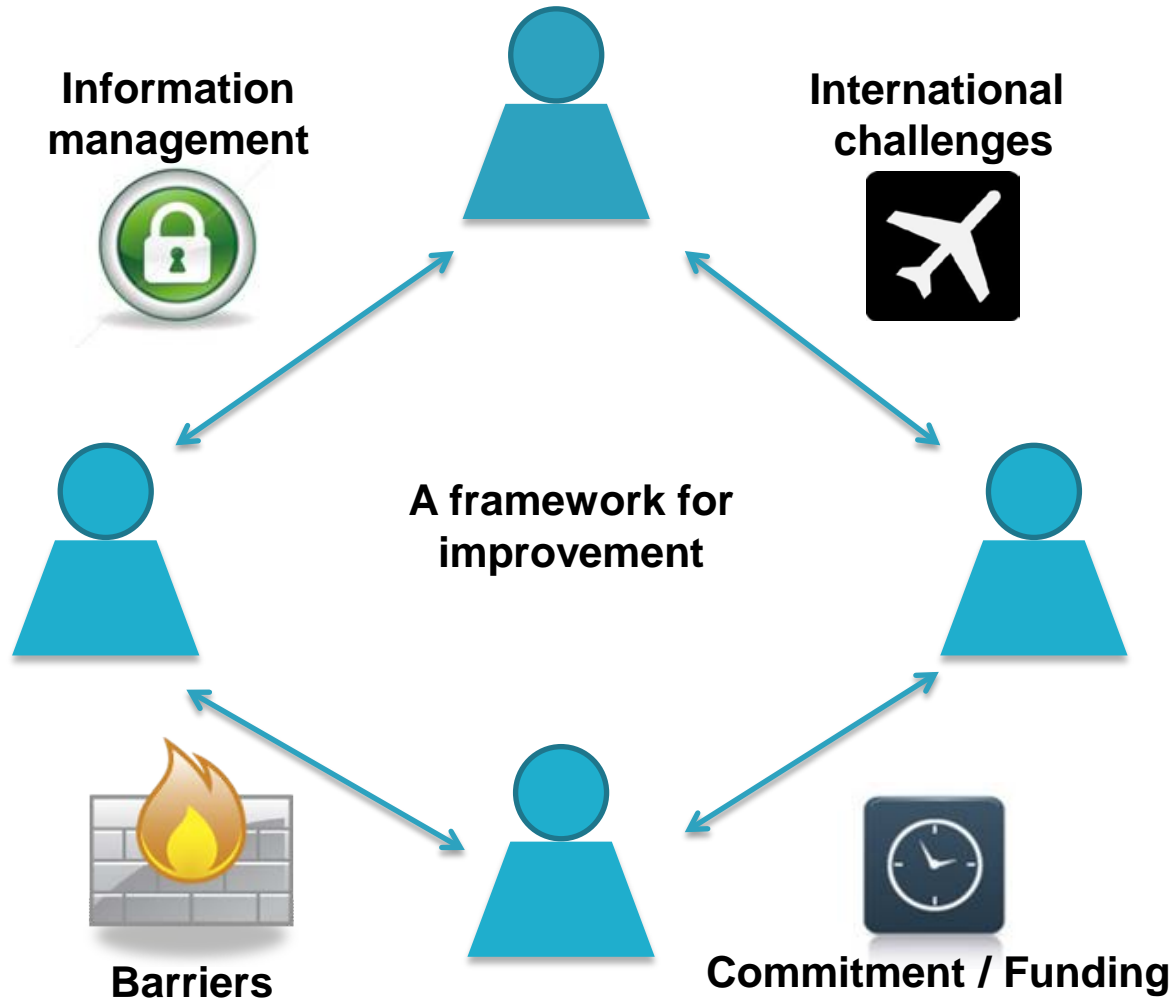 Information
management
International
challenges
A framework for
improvement
Barriers
Commitment / Funding